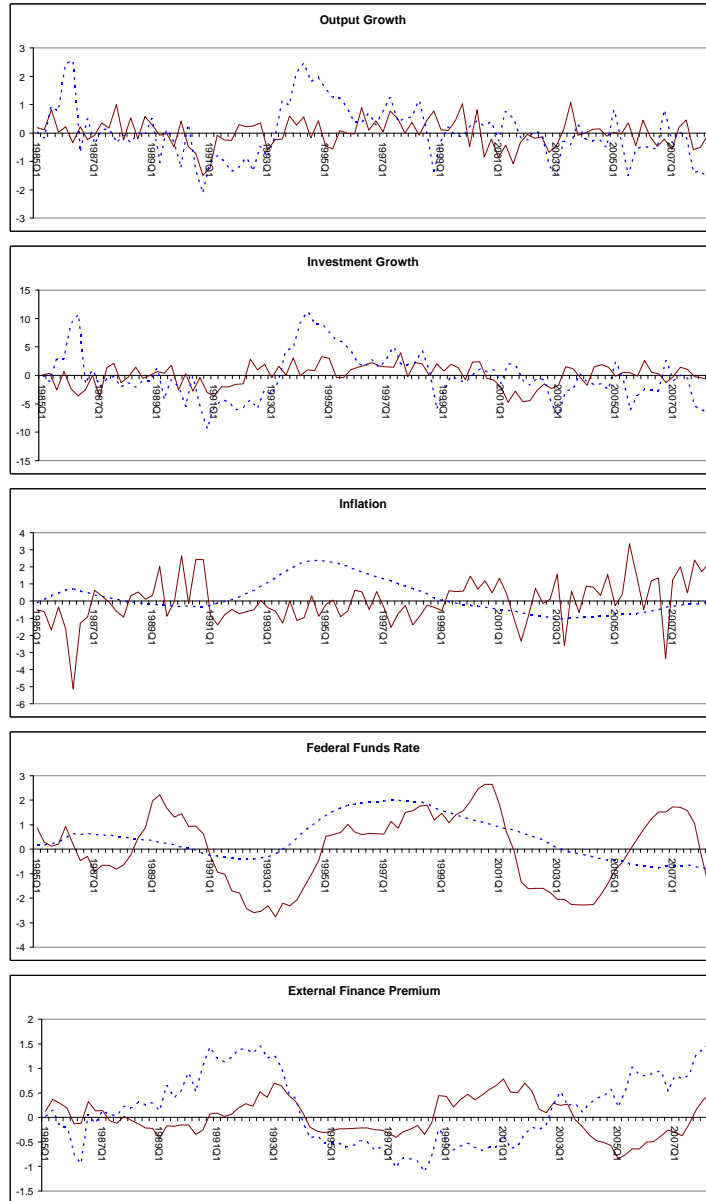 Output Growth
3
2
1
0
-1
-2
-3
1985Q1
1987Q1
1989Q1
1991Q1
1993Q1
1995Q1
1997Q1
1999Q1
2001Q1
2003Q1
2005Q1
2007Q1
Investment Growth
15
10
5
0
-5
-10
-15
1985Q1
1987Q1
1989Q1
1991Q1
1993Q1
1995Q1
1997Q1
1999Q1
2001Q1
2003Q1
2005Q1
2007Q1
Inflation
4
3
2
1
0
-1
-2
-3
-4
-5
-6
1985Q1
1987Q1
1989Q1
1991Q1
1993Q1
1995Q1
1997Q1
1999Q1
2001Q1
2003Q1
2005Q1
2007Q1
Federal Funds Rate
3
2
1
0
-1
-2
-3
-4
1985Q1
1987Q1
1989Q1
1991Q1
1993Q1
1995Q1
1997Q1
1999Q1
2001Q1
2003Q1
2005Q1
2007Q1
External Finance Premium
2
1.5
1
0.5
0
-0.5
-1
-1.5
1985Q1
1987Q1
1989Q1
1991Q1
1993Q1
1995Q1
1997Q1
1999Q1
2001Q1
2003Q1
2005Q1
2007Q1